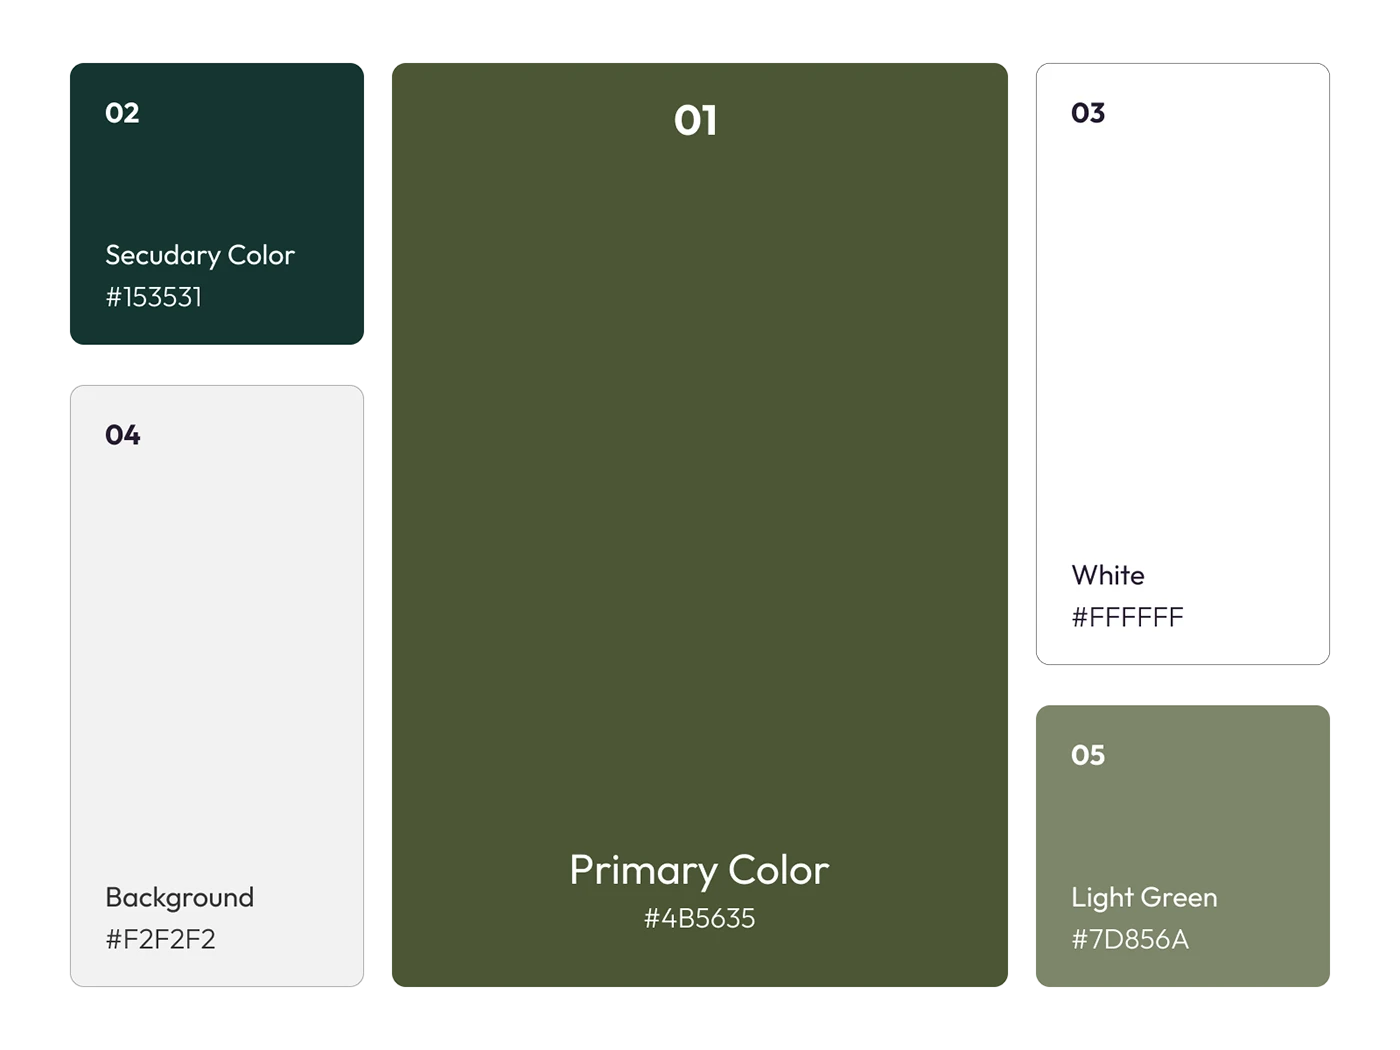 02
Secudary Color
#153531
04
Background
#F2F2F2
01
Primary Color
#4B5635
03
White
#FFFFFF
05
Light Green
#7D856A